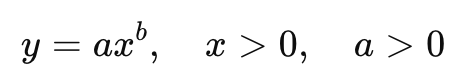 y = ax^b, x > 0, a > 0